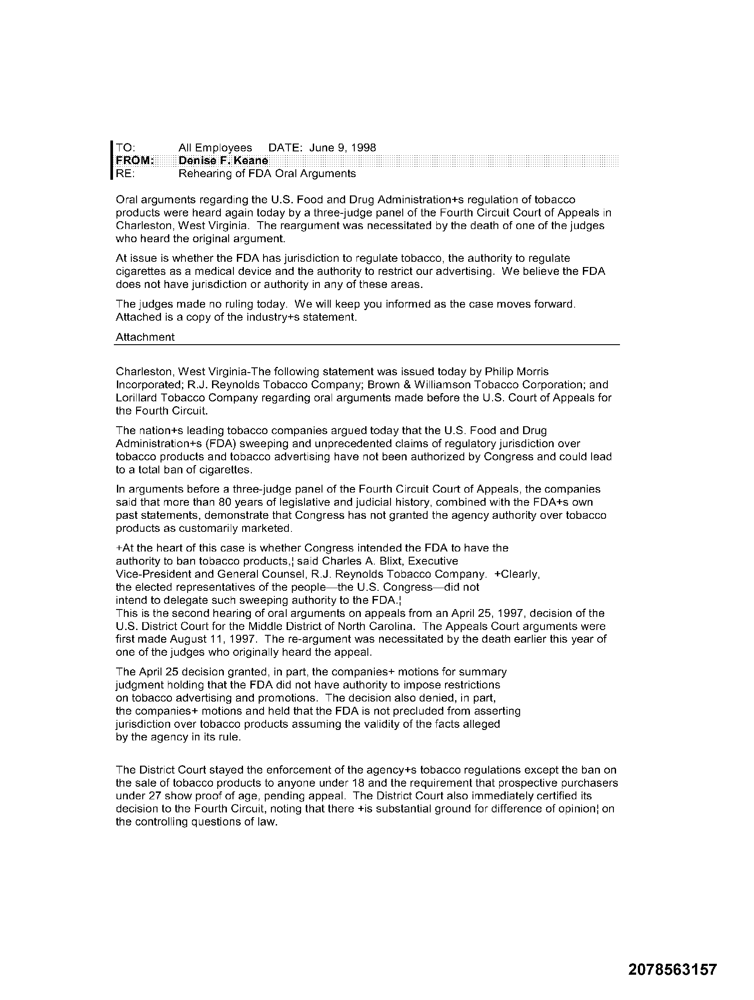 TO: All Employees DATE: June 9, 1998
FROM: Denise F. Keane
RE: Rehearing of FDA Oral Arguments
Oral arguments regarding the U.S. Food and Drug Administration+s regulation of tobacco
products were heard again today by a three-judge panel of the Fourth Circuit Court of Appeals in
Charleston, West Virginia. The reargument was necessitated by the death of one of the judges
who heard the original argument.
At issue is whether the FDA has jurisdiction to regulate tobacco, the authority to regulate
cigarettes as a medical device and the authority to restrict our advertising. We believe the FDA
does not have jurisdiction or authority in any of these areas.
The judges made no ruling today. We will keep you informed as the case moves forward.
Attached is a copy of the industry+s statement.
Attachment
Charleston, West Virginia-The following statement was issued today by Philip Morris
Incorporated; R.J. Reynolds Tobacco Company; Brown & Williamson Tobacco Corporation; and
Lorillard Tobacco Company regarding oral arguments made before the U.S. Court of Appeals for
the Fourth Circuit.
The nation+s leading tobacco companies argued today that the U.S. Food and Drug
Administration+s (FDA) sweeping and unprecedented claims of regulatory jurisdiction over
tobacco products and tobacco advertising have not been authorized by Congress and could lead
to a total ban of cigarettes.
In arguments before a three-judge panel of the Fourth Circuit Court of Appeals, the companies
said that more than 80 years of legislative and judicial history, combined with the FDA+s own
past statements, demonstrate that Congress has not granted the agency authority over tobacco
products as customarily marketed.
+At the heart of this case is whether Congress intended the FDA to have the
authority to ban tobacco products,¦ said Charles A. Blixt, Executive
Vice-President and General Counsel, R.J. Reynolds Tobacco Company. +Clearly,
the elected representatives of the people—the U.S. Congress—did not
intend to delegate such sweeping authority to the FDA.¦
This is the second hearing of oral arguments on appeals from an April 25, 1997, decision of the
U.S. District Court for the Middle District of North Carolina. The Appeals Court arguments were
first made August 11, 1997. The re-argument was necessitated by the death earlier this year of
one of the judges who originally heard the appeal.
The April 25 decision granted, in part, the companies+ motions for summary
judgment holding that the FDA did not have authority to impose restrictions
on tobacco advertising and promotions. The decision also denied, in part,
the companies+ motions and held that the FDA is not precluded from asserting
jurisdiction over tobacco products assuming the validity of the facts alleged
by the agency in its rule.
The District Court stayed the enforcement of the agency+s tobacco regulations except the ban on
the sale of tobacco products to anyone under 18 and the requirement that prospective purchasers
under 27 show proof of age, pending appeal. The District Court also immediately certified its
decision to the Fourth Circuit, noting that there +is substantial ground for difference of opinion¦ on
the controlling questions of law.
2078563157